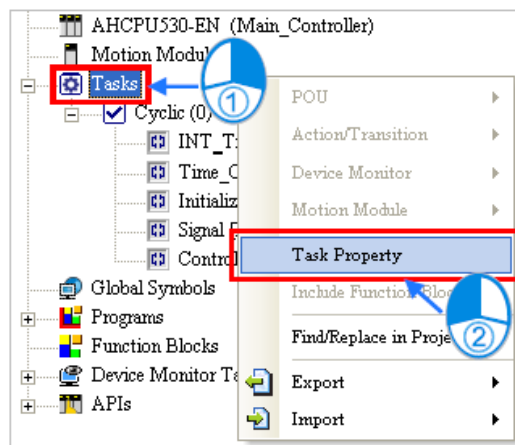 AHCPU530-EN (Main_Controller)
Motion Modul
Tasks
Cyclic (0)
INT_T
Time_C
Initializ
Signal
Control
Global Symbols
Programs
Function Blocks
Device Monitor Ta
APIs
①
POU
Action/Transition
Device Monitor
Motion Module
Task Property
Include Function Bloc
Find/Replace in Proje
Export
Import
②